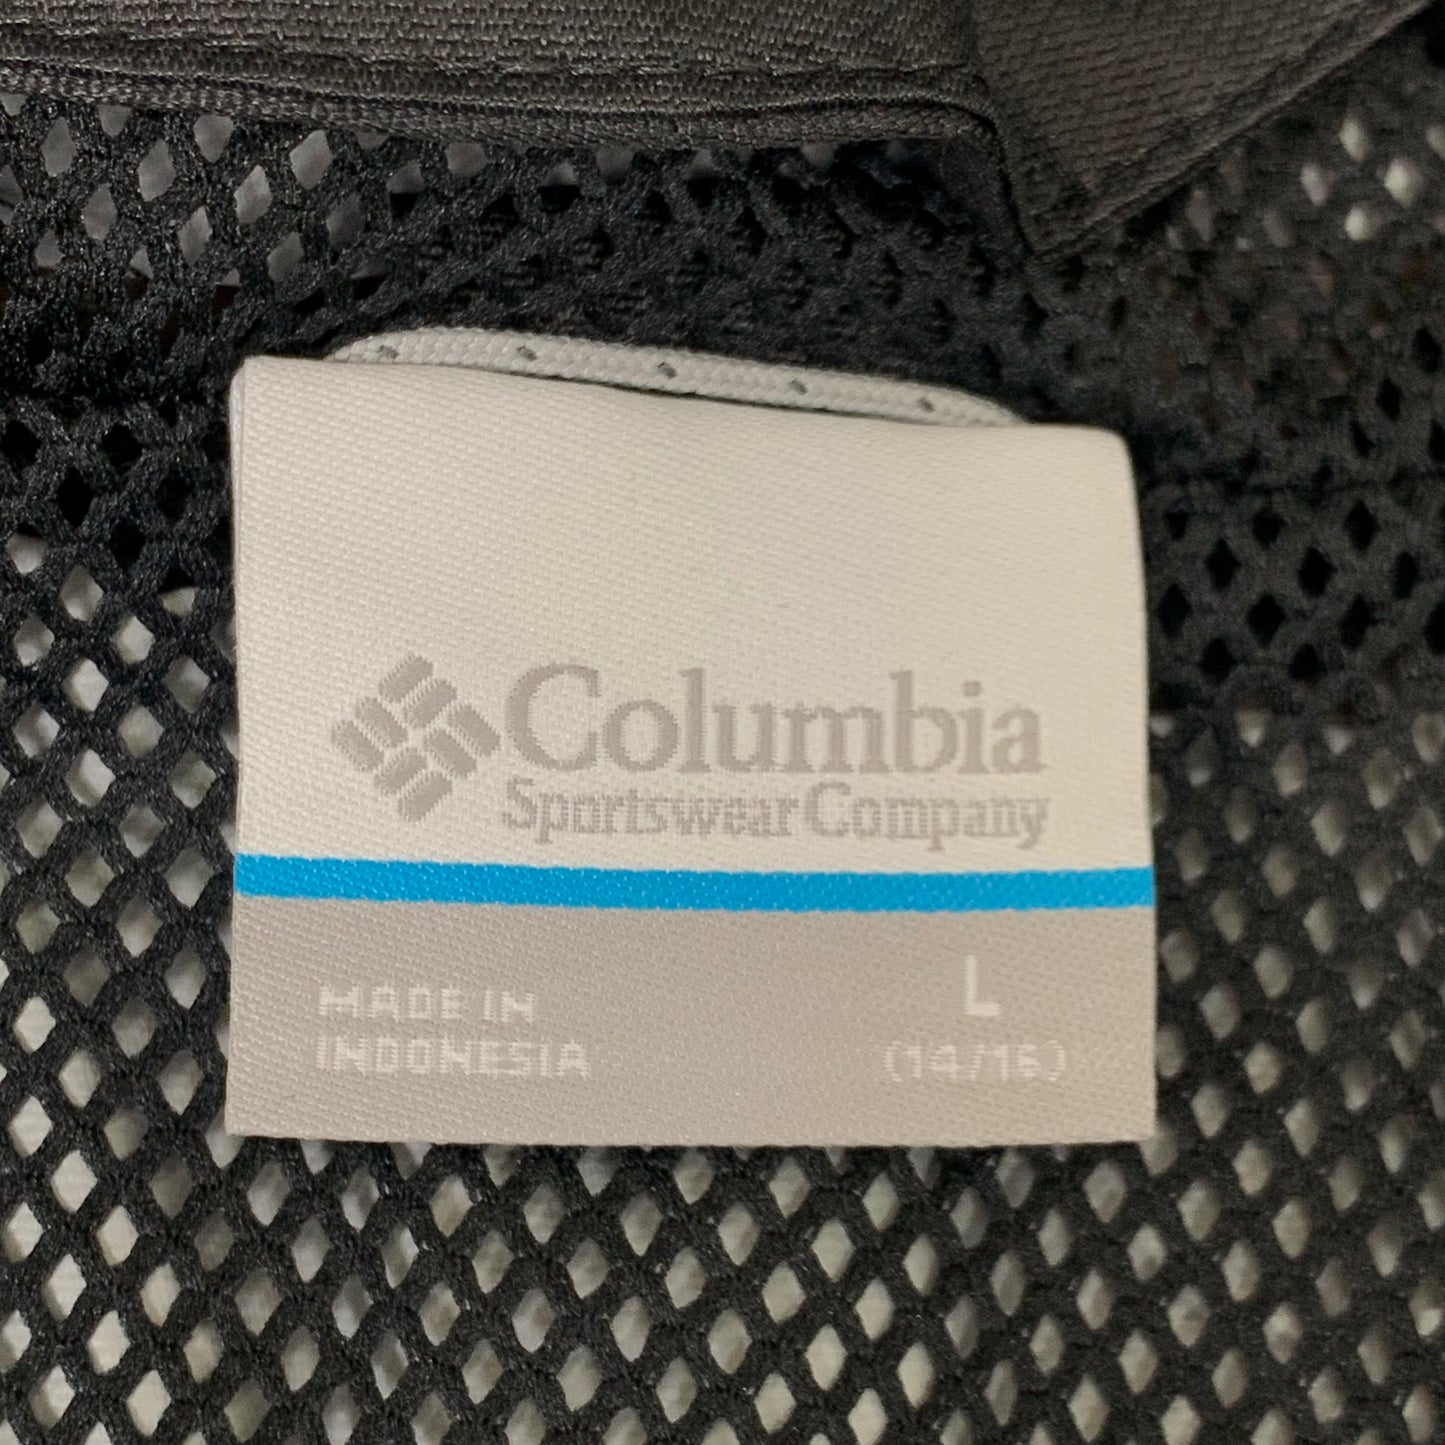 Columbia
Sportswear Company
MADE IN
INDONESIA
L
(14/16)